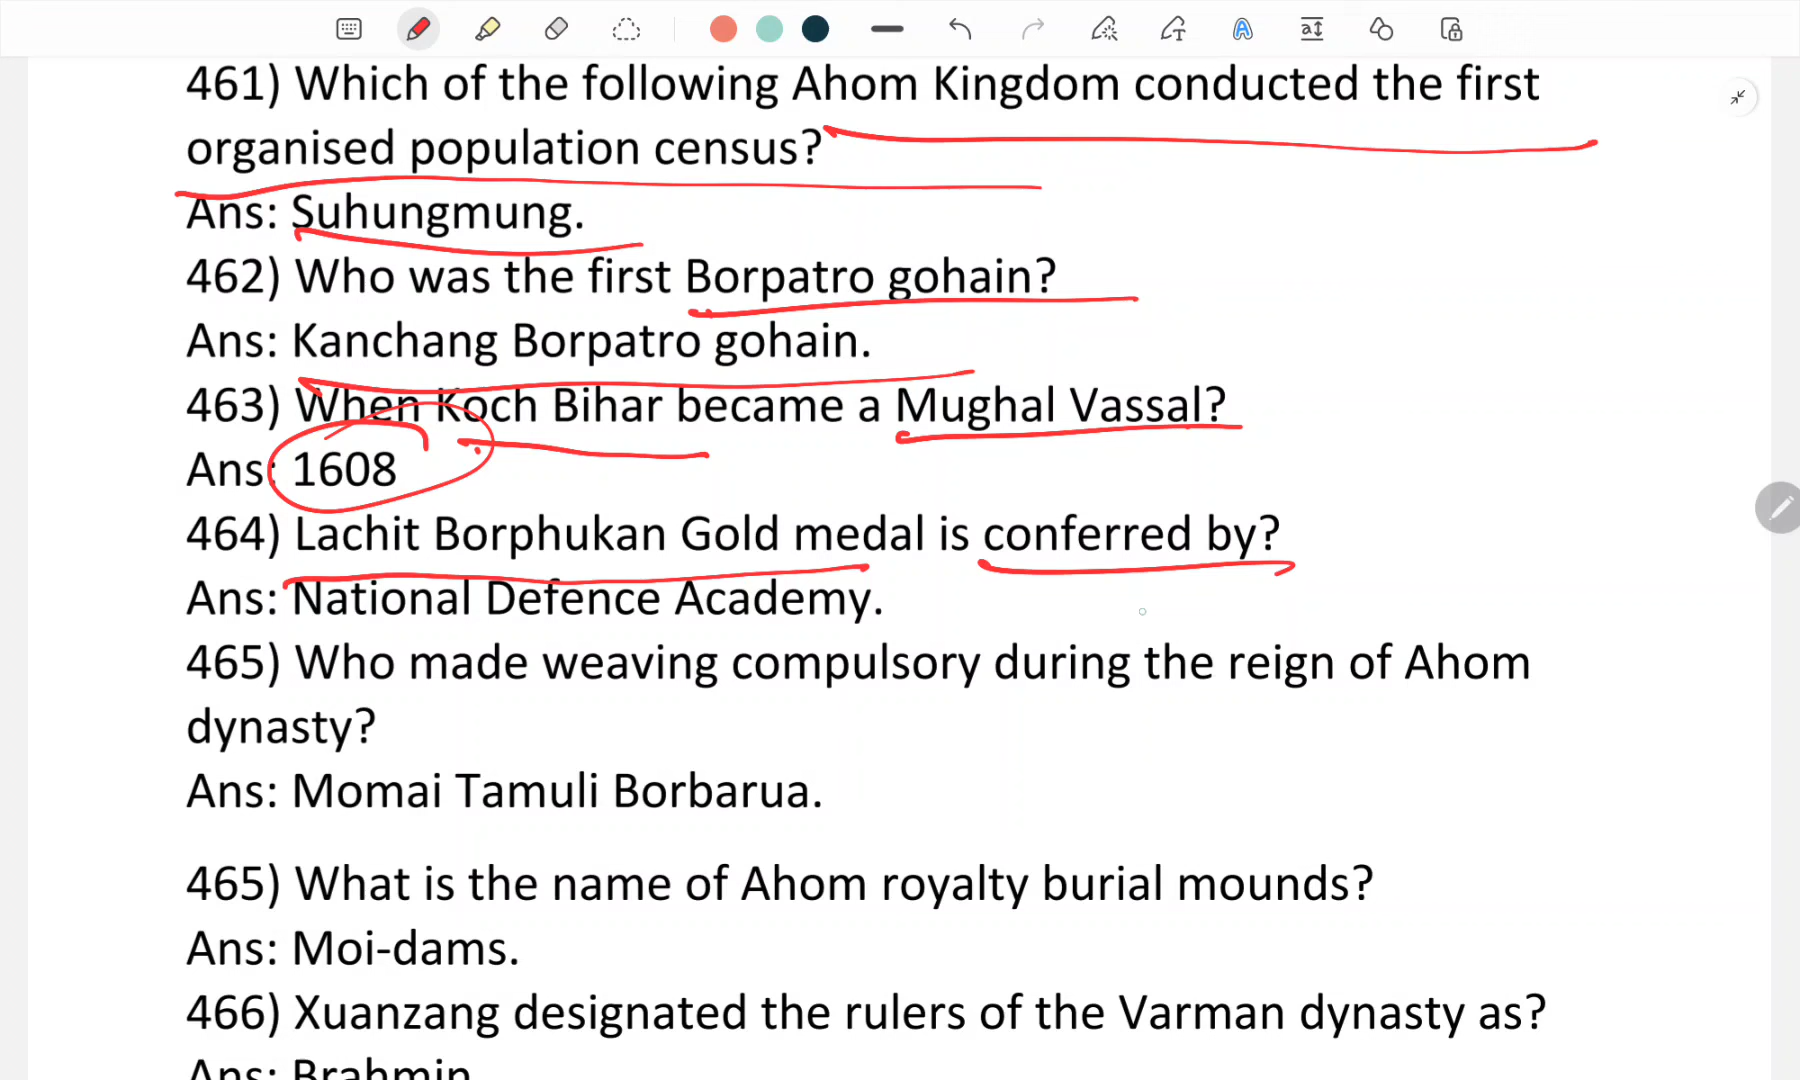 461) Which of the following Ahom Kingdom conducted the first
organised population census?
Ans: Suhungmung.
462) Who was the first Borpatro gohain?
Ans: Kanchang Borpatro gohain.
463) When Koch Bihar became a Mughal Vassal?
Ans: 1608
464) Lachit Borphukan Gold medal is conferred by?
Ans: National Defence Academy.
465) Who made weaving compulsory during the reign of Ahom
dynasty?
Ans: Momai Tamuli Borbarua.
465) What is the name of Ahom royalty burial mounds?
Ans: Moi-dams.
466) Xuanzang designated the rulers of the Varman dynasty as?
Ans: Brahmin